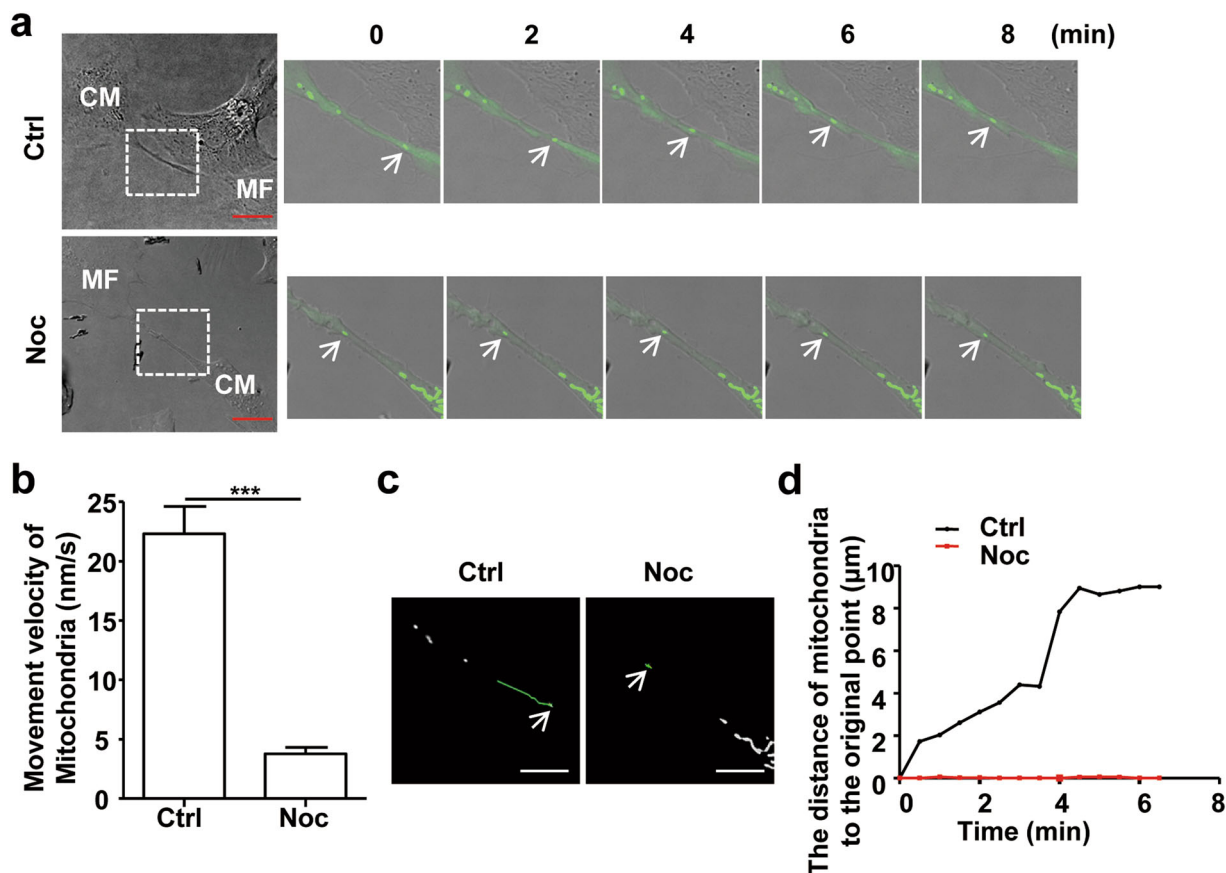 a
0 2 4 6 8 (min)
Ctrl
CM
MF
Noc
MF
CM
b
Movement velocity of
Mitochondria (nm/s)
25
20
15
10
5
0
***
Ctrl Noc
c
Ctrl Noc
d
The distance of mitochondria
to the original point (μm)
Ctrl
Noc
10
8
6
4
2
0
0 2 4 6 8
Time (min)